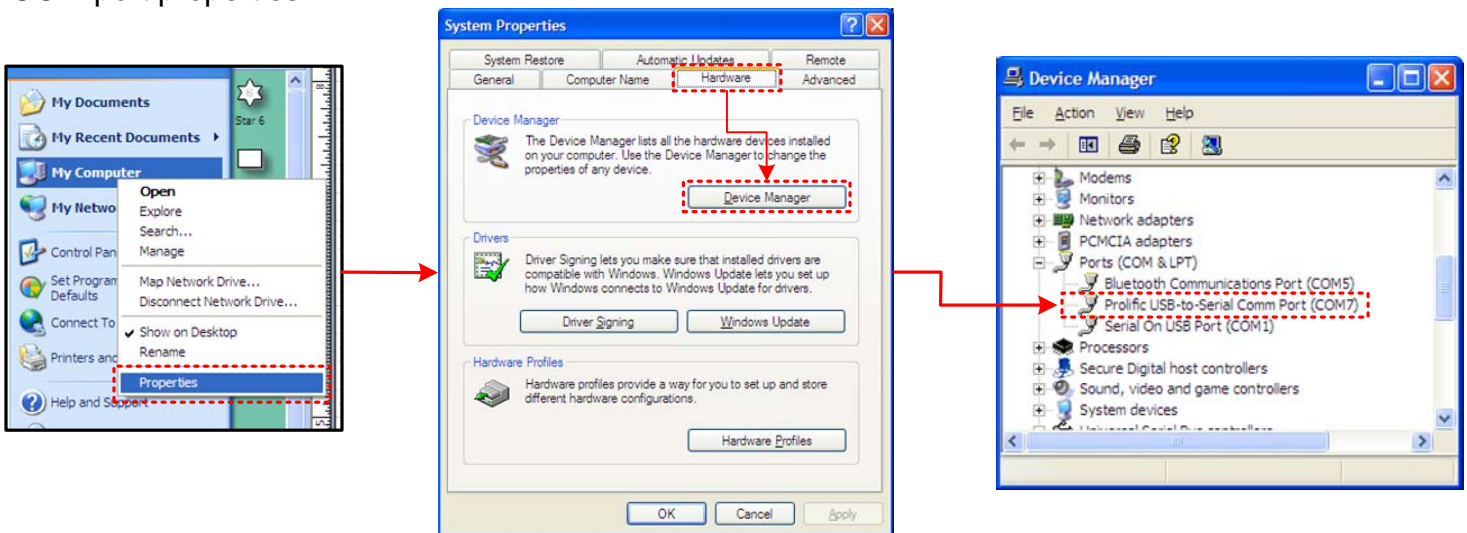 My Documents
My Recent Documents
My Computer
My Netwo
Control Pan
Set Program
Defaults
Connect To
Printers and
Help and Support
Star 6
Open
Explore
Search...
Manage
Map Network Drive...
Disconnect Network Drive...
Show on Desktop
Rename
Properties
System Properties
System Restore
Automatic Updates
Remote
General
Computer Name
Hardware
Advanced
Device Manager
The Device Manager lists all the hardware devices installed
on your computer. Use the Device Manager to change the
properties of any device.
Device Manager
Drivers
Driver Signing lets you make sure that installed drivers are
compatible with Windows. Windows Update lets you set up
how Windows connects to Windows Update for drivers.
Driver Signing
Windows Update
Hardware Profiles
Hardware profiles provide a way for you to set up and store
different hardware configurations.
Hardware Profiles
OK
Cancel
Apply
Device Manager
File Action View Help
Modems
Monitors
Network adapters
PCMCIA adapters
Ports (COM & LPT)
Bluetooth Communications Port (COM5)
Prolific USB-to-Serial Comm Port (COM7)
Serial On USB Port (COM1)
Processors
Secure Digital host controllers
Sound, video and game controllers
System devices
Universal Serial Bus controllers